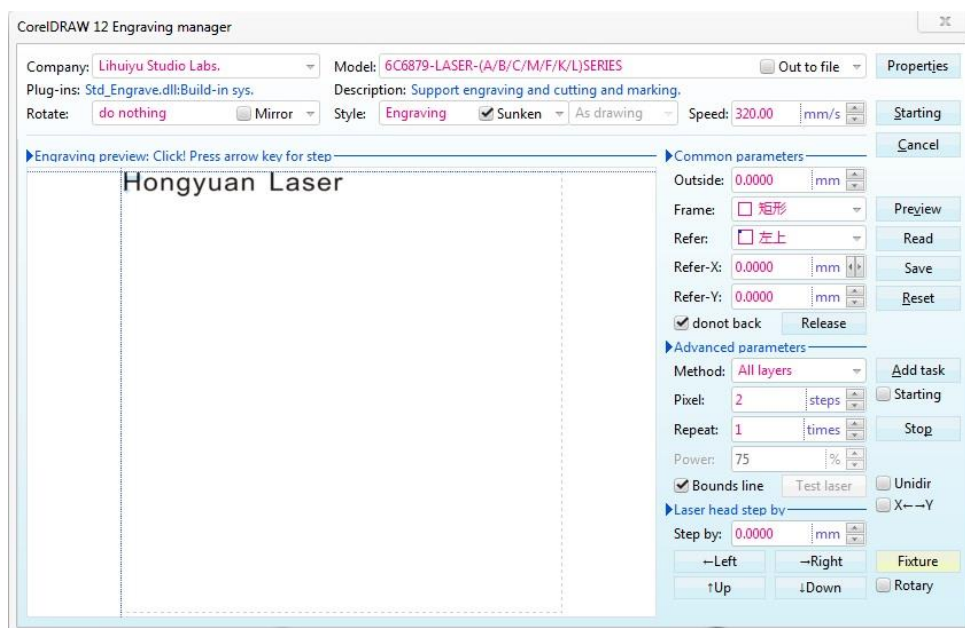 CorelDRAW 12 Engraving manager
Company: Lihuiyu Studio Labs. Model: 6C6879-LASER-(A/B/C/M/F/K/L)SERIES Out to file Properties
Plug-ins: Std_Engrave.dll:Build-in sys. Description: Support engraving and cutting and marking.
Rotate: do nothing Mirror Style: Engraving Sunken As drawing Speed: 320.00 mm/s Starting
Cancel
Engraving preview: Click! Press arrow key for step Common parameters
Hongyuan Laser
Outside: 0.0000 mm
Frame: 矩形 Preview
Refer: 左上 Read
Refer-X: 0.0000 mm Save
Refer-Y: 0.0000 mm Reset
donot back Release
Advanced parameters
Method: All layers Add task
Pixel: 2 steps Starting
Repeat: 1 times Stop
Power: 75 %
Bounds line Test laser Unidir
Laser head step by X←→Y
Step by: 0.0000 mm
←Left →Right Fixture
↑Up ↓Down Rotary